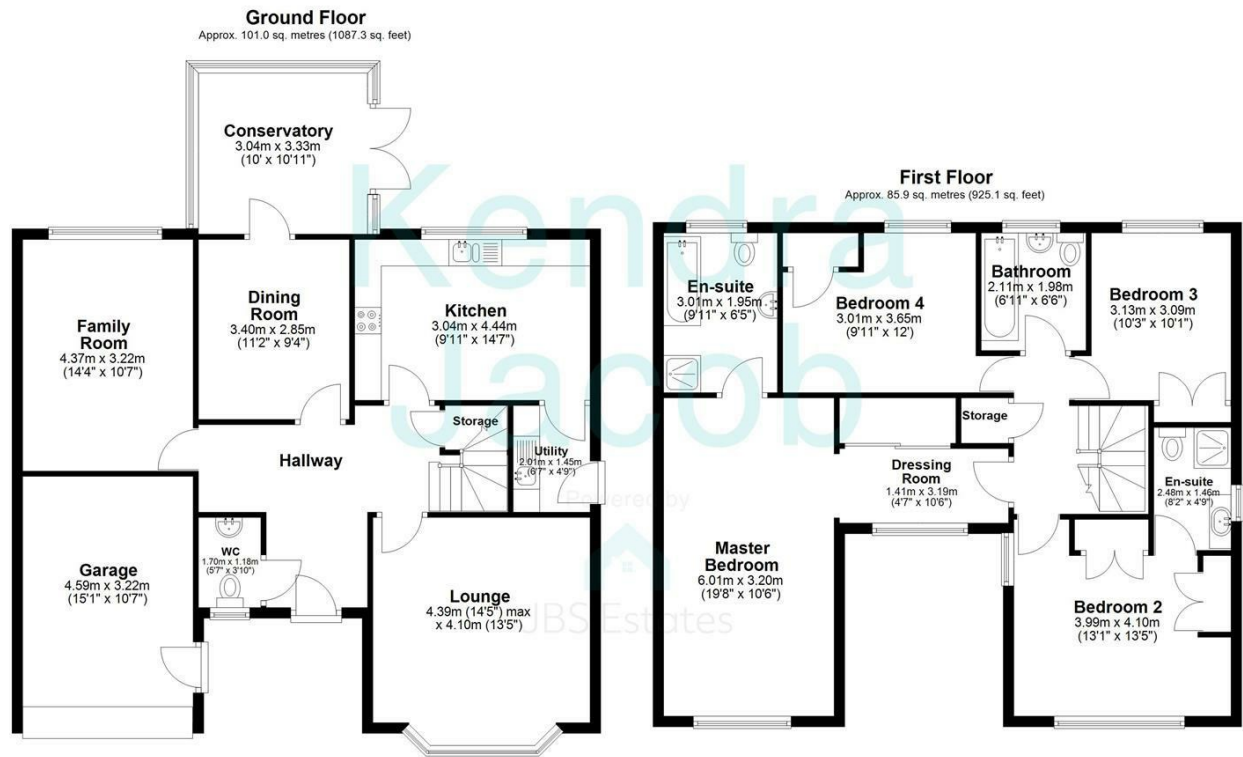 Ground Floor
Approx. 101.0 sq. metres (1087.3 sq. feet)
Conservatory
3.04m x 3.33m
(10' x 10'11")
Family
Room
4.37m x 3.22m
(14'4" x 10'7")
Dining
Room
3.40m x 2.85m
(11'2" x 9'4")
Kitchen
3.04m x 4.44m
(9'11" x 14'7")
Storage
Utility
2.01m x 1.45m
(6'7" x 4'9")
Hallway
WC
1.70m x 1.18m
(5'7" x 3'10")
Garage
4.59m x 3.22m
(15'1" x 10'7")
Lounge
4.39m (14'5") max
x 4.10m (13'5")
First Floor
Approx. 85.9 sq. metres (925.1 sq. feet)
En-suite
3.01m x 1.95m
(9'11" x 6'5")
Bedroom 4
3.01m x 3.65m
(9'11" x 12')
Bathroom
2.11m x 1.98m
(6'11" x 6'6")
Bedroom 3
3.13m x 3.09m
(10'3" x 10'1")
Storage
Dressing
Room
1.41m x 3.19m
(4'7" x 10'6")
En-suite
2.48m x 1.46m
(8'2" x 4'9")
Master
Bedroom
6.01m x 3.20m
(19'8" x 10'6")
Bedroom 2
3.99m x 4.10m
(13'1" x 13'5")
Kendra
Jacob
Powered by
JBS Estates